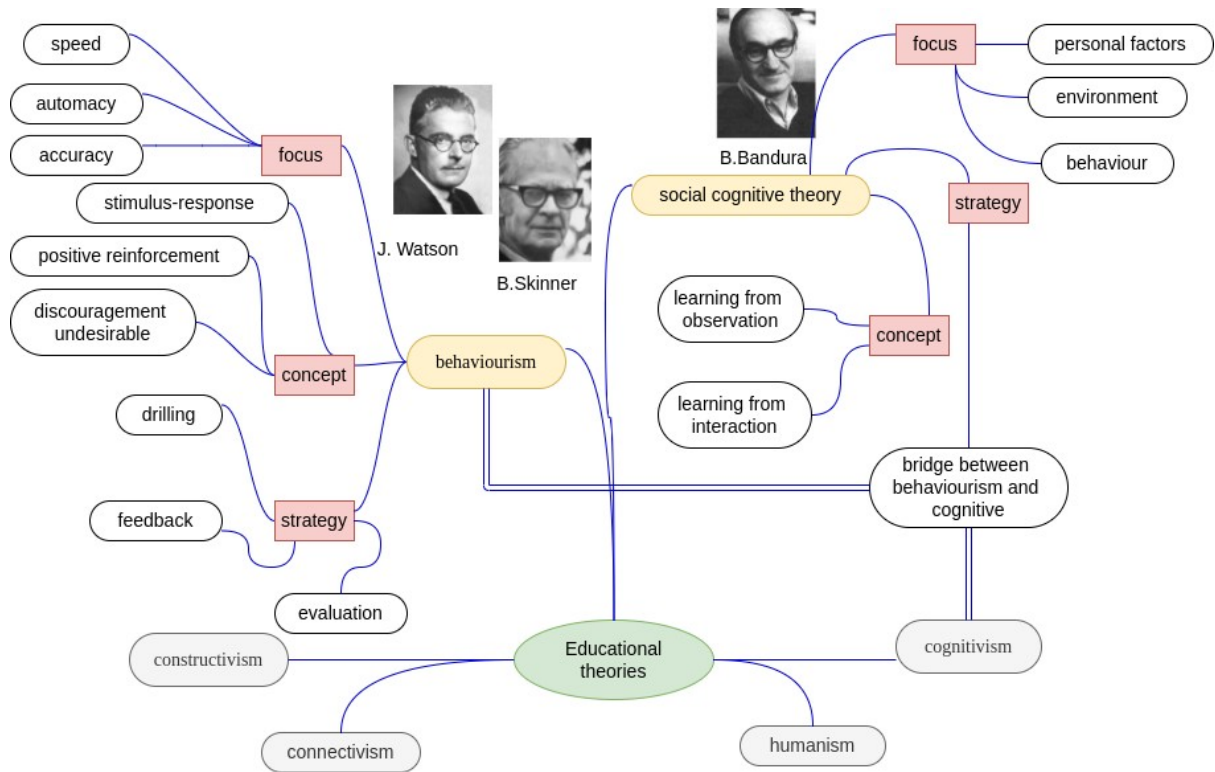 speed
automacy
accuracy
focus
stimulus-response
positive reinforcement
discouragement
undesirable
concept
drilling
feedback
strategy
evaluation
J. Watson
B.Skinner
behaviourism
B.Bandura
social cognitive theory
focus
personal factors
environment
behaviour
strategy
learning from
observation
concept
learning from
interaction
bridge between
behaviourism and
cognitive
Educational
theories
constructivism
connectivism
humanism
cognitivism